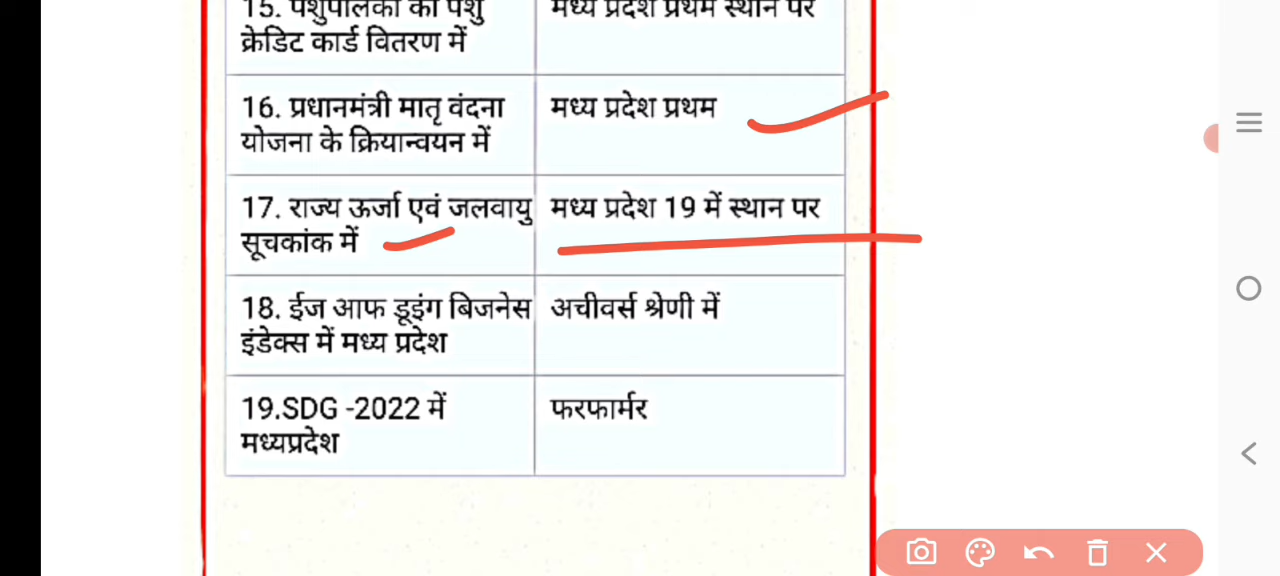 15. पशुपालकों को पशु
क्रेडिट कार्ड वितरण में
मध्य प्रदेश प्रथम स्थान पर
16. प्रधानमंत्री मातृ वंदना
योजना के क्रियान्वयन में
मध्य प्रदेश प्रथम
17. राज्य ऊर्जा एवं जलवायु
सूचकांक में
मध्य प्रदेश 19 में स्थान पर
18. ईज आफ डूइंग बिजनेस
इंडेक्स में मध्य प्रदेश
अचीवर्स श्रेणी में
19.SDG -2022 में
मध्यप्रदेश
फरफार्मर